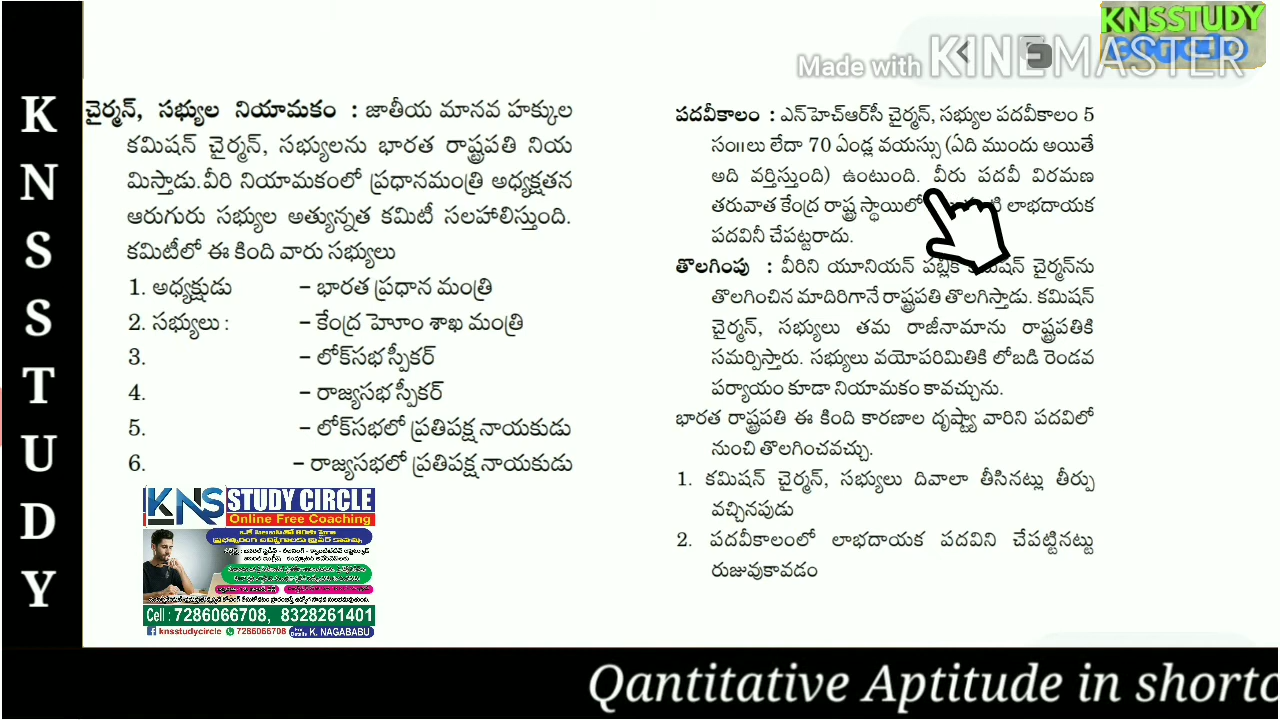 KNSSTUDY
Made with KINEMASTER
KNSSTUDY
చైర్మన్, సభ్యుల నియామకం : జాతీయ మానవ హక్కుల
కమిషన్ చైర్మన్, సభ్యులను భారత రాష్ట్రపతి నియ
మిస్తాడు.వీరి నియామకంలో ప్రధానమంత్రి అధ్యక్షతన
ఆరుగురు సభ్యుల అత్యున్నత కమిటీ సలహాలిస్తుంది.
కమిటీలో ఈ కింది వారు సభ్యులు
1. అధ్యక్షుడు – భారత ప్రధాన మంత్రి
2. సభ్యులు : – కేంద్ర హెూం శాఖ మంత్రి
3. – లోక్‌సభ స్పీకర్
4. – రాజ్యసభ స్పీకర్
5. – లోక్‌సభలో ప్రతిపక్ష నాయకుడు
6. – రాజ్యసభలో ప్రతిపక్ష నాయకుడు
KNS STUDY CIRCLE
Online Free Coaching
Cell : 7286066708, 8328261401
knsstudycircle 7286066708 For Details K. NAGABABU
పదవీకాలం : ఎన్‌హెచ్‌ఆర్‌సీ చైర్మన్, సభ్యుల పదవీకాలం 5
సం॥లు లేదా 70 ఏండ్ల వయస్సు (ఏది ముందు అయితే
అది వర్తిస్తుంది) ఉంటుంది. వీరు పదవీ విరమణ
తరువాత కేంద్ర రాష్ట్ర స్థాయిలో లాభదాయక
పదవినీ చేపట్టరాదు.
తొలగింపు : వీరిని యూనియన్ పబ్లిక్ కమిషన్ చైర్మన్‌ను
తొలగించిన మాదిరిగానే రాష్ట్రపతి తొలగిస్తాడు. కమిషన్
చైర్మన్, సభ్యులు తమ రాజీనామాను రాష్ట్రపతికి
సమర్పిస్తారు. సభ్యులు వయోపరిమితికి లోబడి రెండవ
పర్యాయం కూడా నియామకం కావచ్చును.
భారత రాష్ట్రపతి ఈ కింది కారణాల దృష్ట్యా వారిని పదవిలో
నుంచి తొలగించవచ్చు.
1. కమిషన్ చైర్మన్, సభ్యులు దివాలా తీసినట్లు తీర్పు
వచ్చినపుడు
2. పదవీకాలంలో లాభదాయక పదవిని చేపట్టినట్టు
రుజువుకావడం
Qantitative Aptitude in shortc